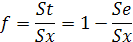 f = St/Sx = 1 − Se/Sx